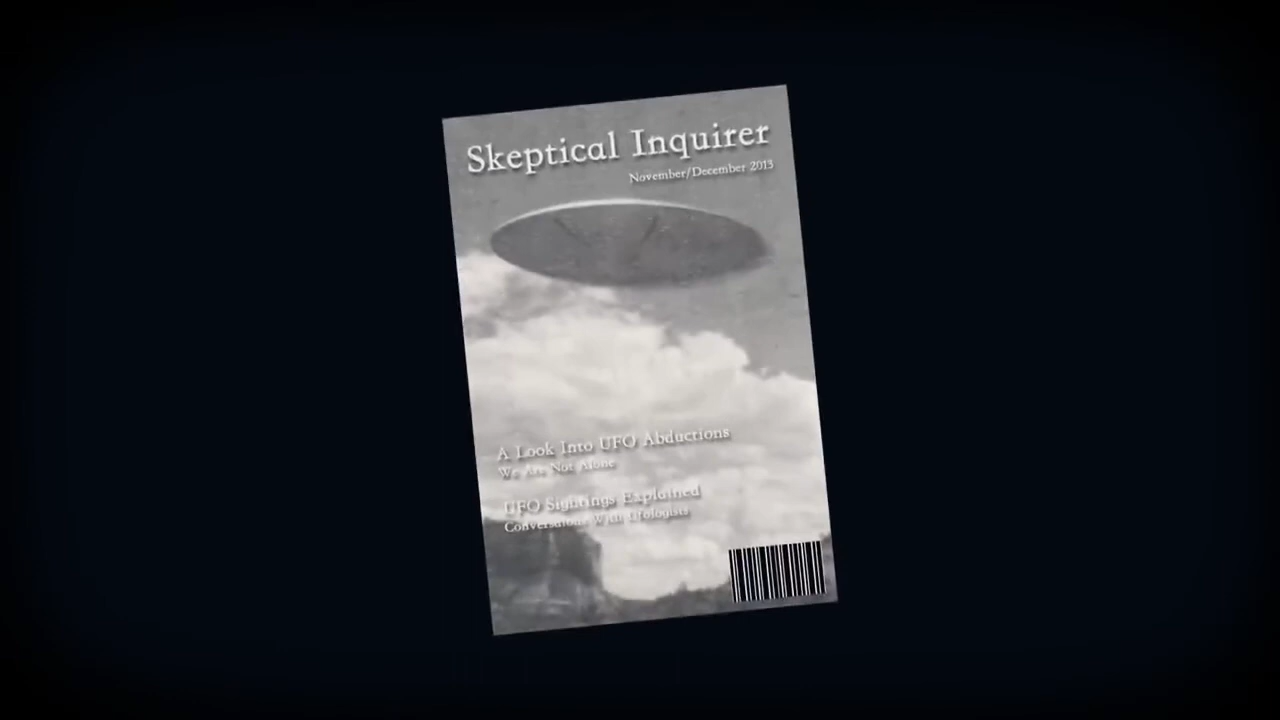 Skeptical Inquirer
November/December 2013
A Look Into UFO Abductions
We Are Not Alone
UFO Sightings Explained
Conversations With Ufologists